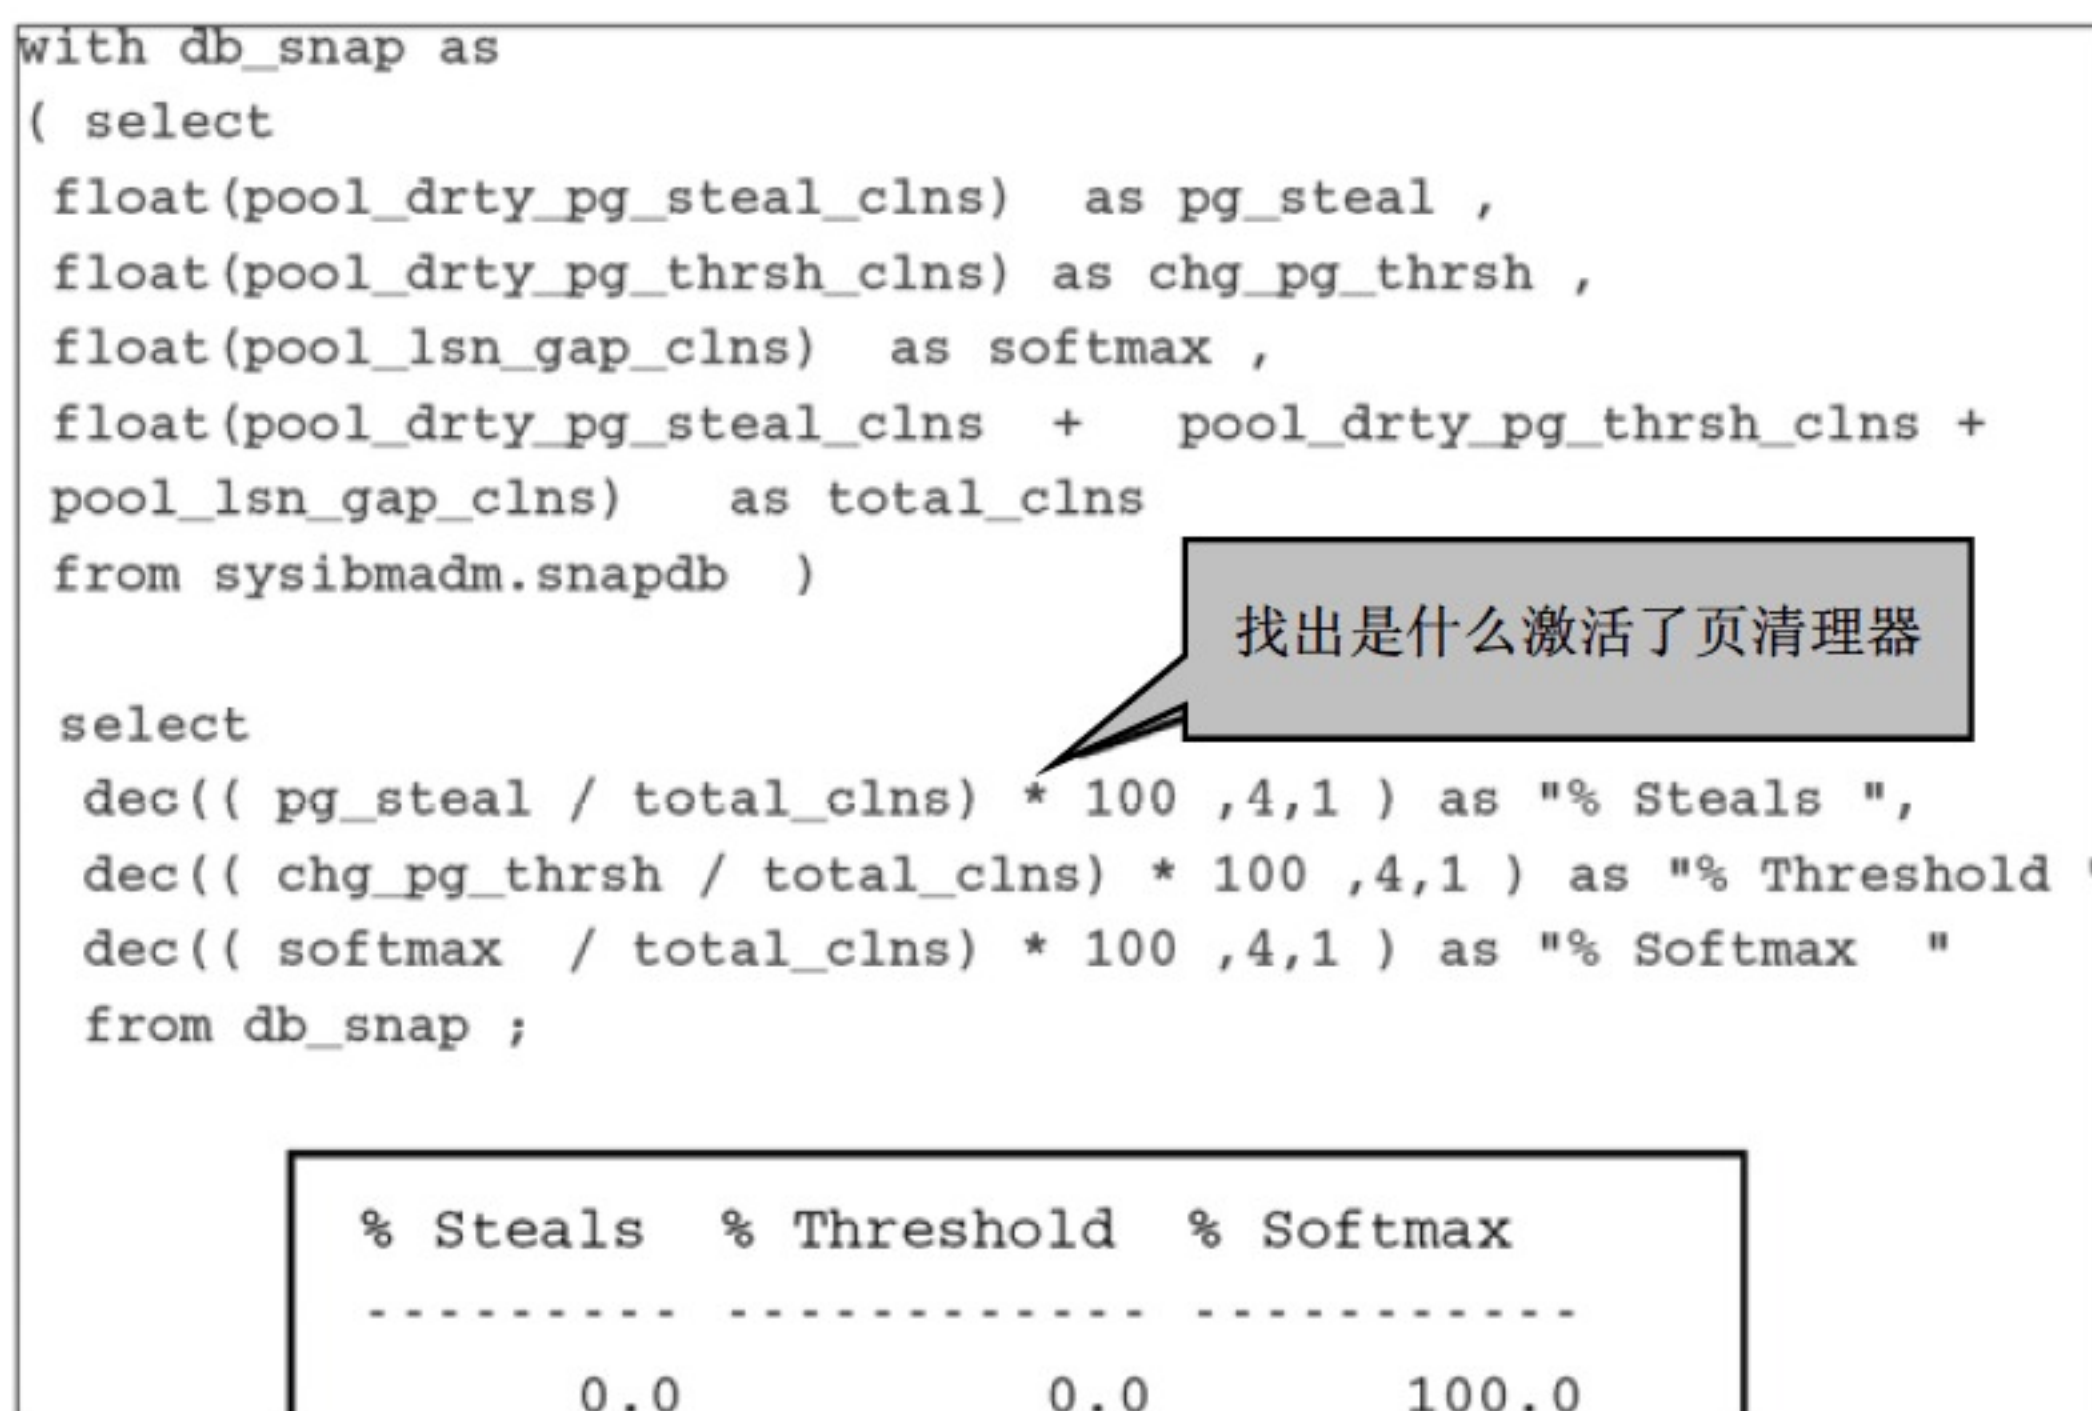 with db_snap as
( select
float(pool_drty_pg_steal_clns) as pg_steal ,
float(pool_drty_pg_thrsh_clns) as chg_pg_thrsh ,
float(pool_lsn_gap_clns) as softmax ,
float(pool_drty_pg_steal_clns + pool_drty_pg_thrsh_clns +
pool_lsn_gap_clns) as total_clns
from sysibmadm.snapdb )
找出是什么激活了页清理器
select
dec(( pg_steal / total_clns) * 100 ,4,1 ) as "% Steals ",
dec(( chg_pg_thrsh / total_clns) * 100 ,4,1 ) as "% Threshold "
dec(( softmax / total_clns) * 100 ,4,1 ) as "% Softmax "
from db_snap ;
% Steals % Threshold % Softmax
--------- ------------ -----------
0.0 0.0 100.0